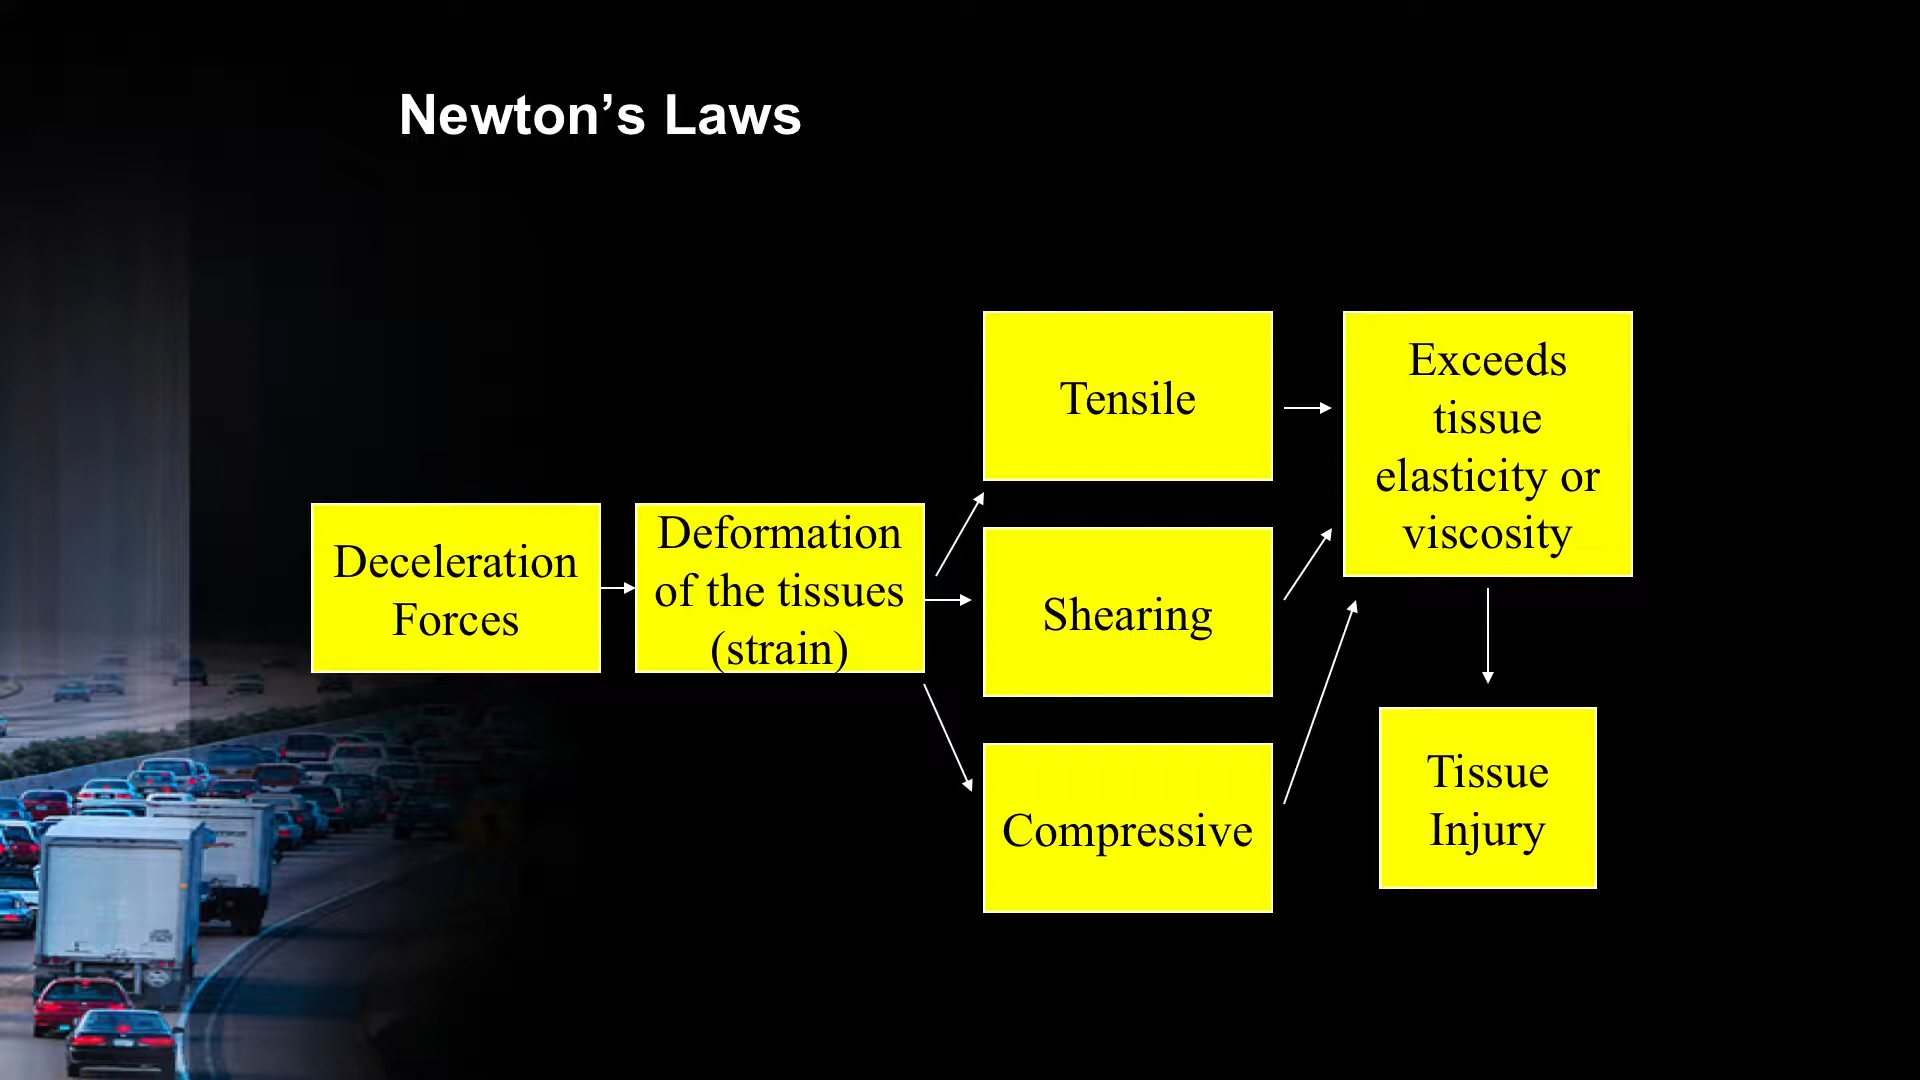 Newton’s Laws
Deceleration
Forces
Deformation
of the tissues
(strain)
Tensile
Shearing
Compressive
Exceeds
tissue
elasticity or
viscosity
Tissue
Injury